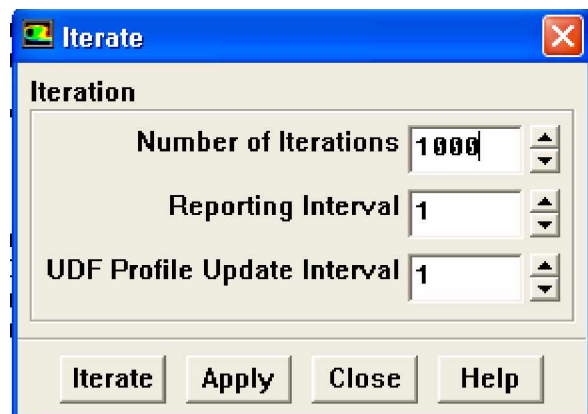 Iterate
Iteration
Number of Iterations 1000
Reporting Interval 1
UDF Profile Update Interval 1
Iterate Apply Close Help